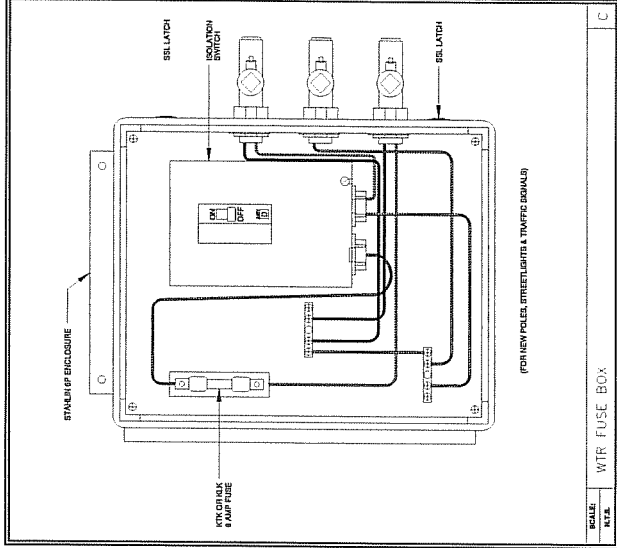 SSL LATCH
ISOLATION
SWITCH
SSL LATCH
STAHLIN 6P ENCLOSURE
ON
OFF
KTK OR KLK
6 AMP FUSE
(FOR NEW POLES, STREETLIGHTS & TRAFFIC SIGNALS)
SCALE:
N.T.S.
WTR FUSE BOX
C